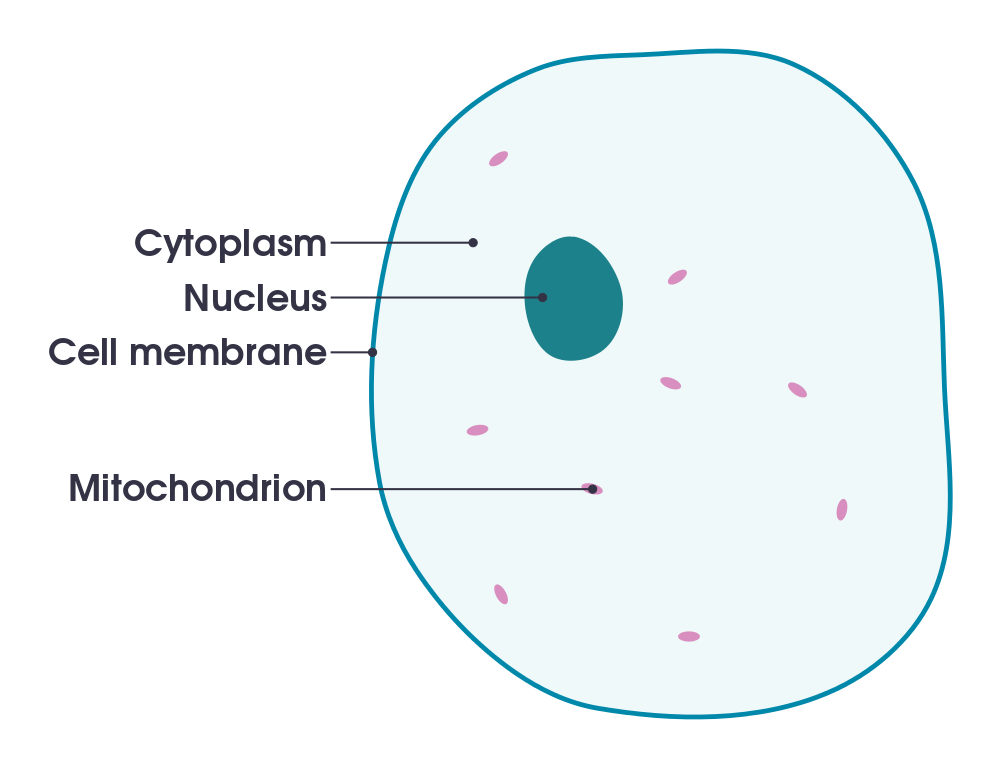 Cytoplasm
Nucleus
Cell membrane
Mitochondrion